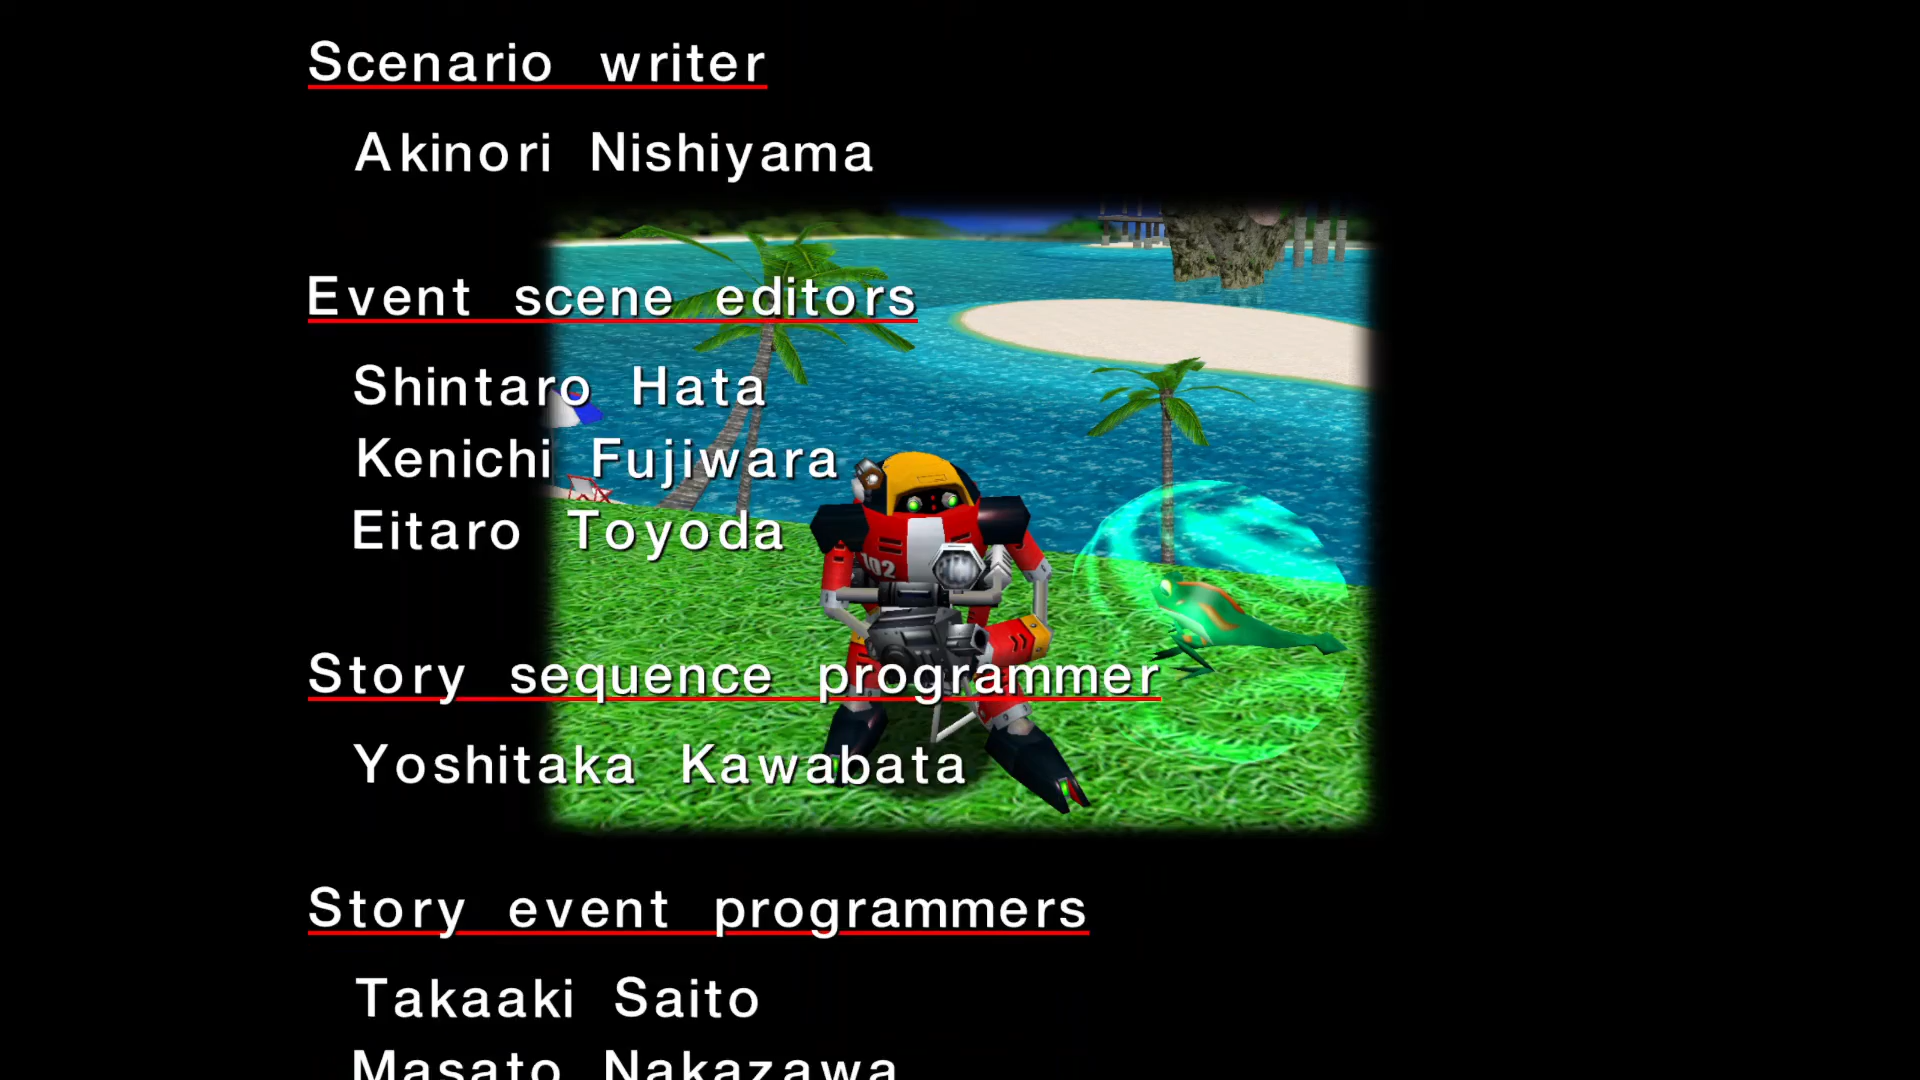 Scenario writer
Akinori Nishiyama
Event scene editors
Shintaro Hata
Kenichi Fujiwara
Eitaro Toyoda
102
Story sequence programmer
Yoshitaka Kawabata
Story event programmers
Takaaki Saito
Masato Nakazawa